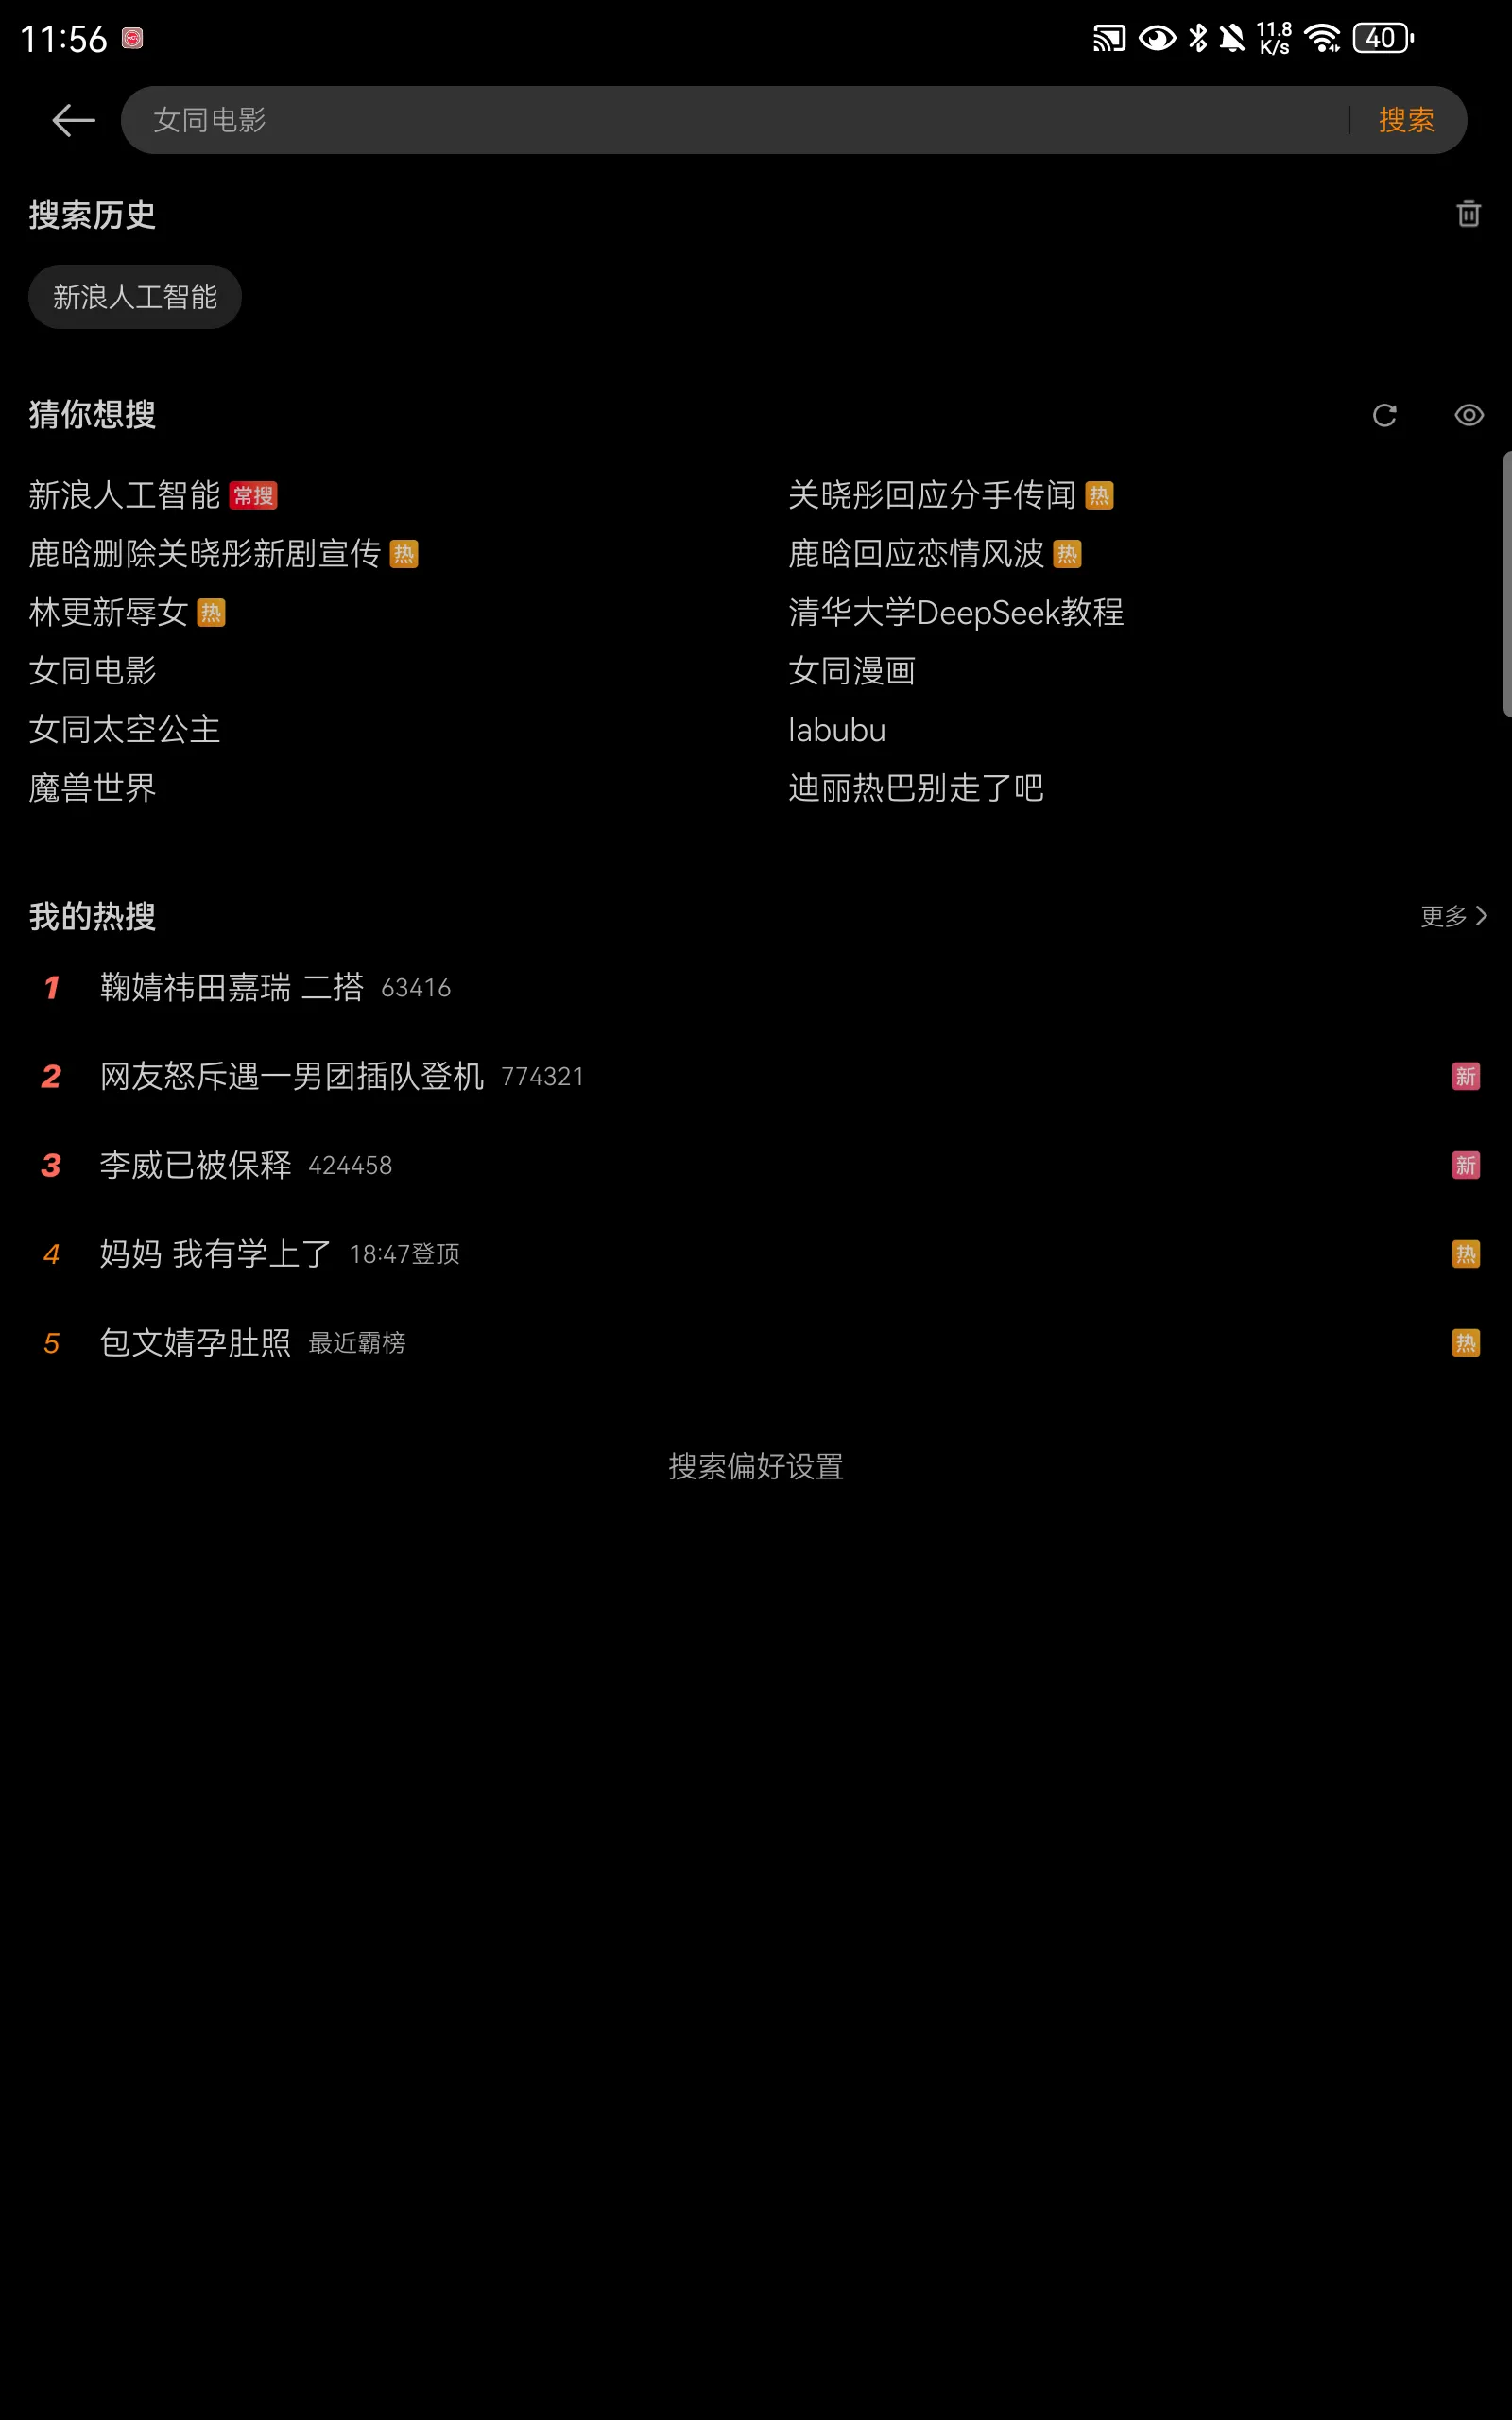 11:56 11.8 K/s 40
女同电影 搜索
搜索历史
新浪人工智能
猜你想搜
新浪人工智能 常搜 关晓彤回应分手传闻 热
鹿晗删除关晓彤新剧宣传 热 鹿晗回应恋情风波 热
林更新辱女 热 清华大学DeepSeek教程
女同电影 女同漫画
女同太空公主 labubu
魔兽世界 迪丽热巴别走了吧
我的热搜 更多
1 鞠婧祎田嘉瑞 二搭 63416
2 网友怒斥遇一男团插队登机 774321 新
3 李威已被保释 424458 新
4 妈妈 我有学上了 18:47登顶 热
5 包文婧孕肚照 最近霸榜 热
搜索偏好设置